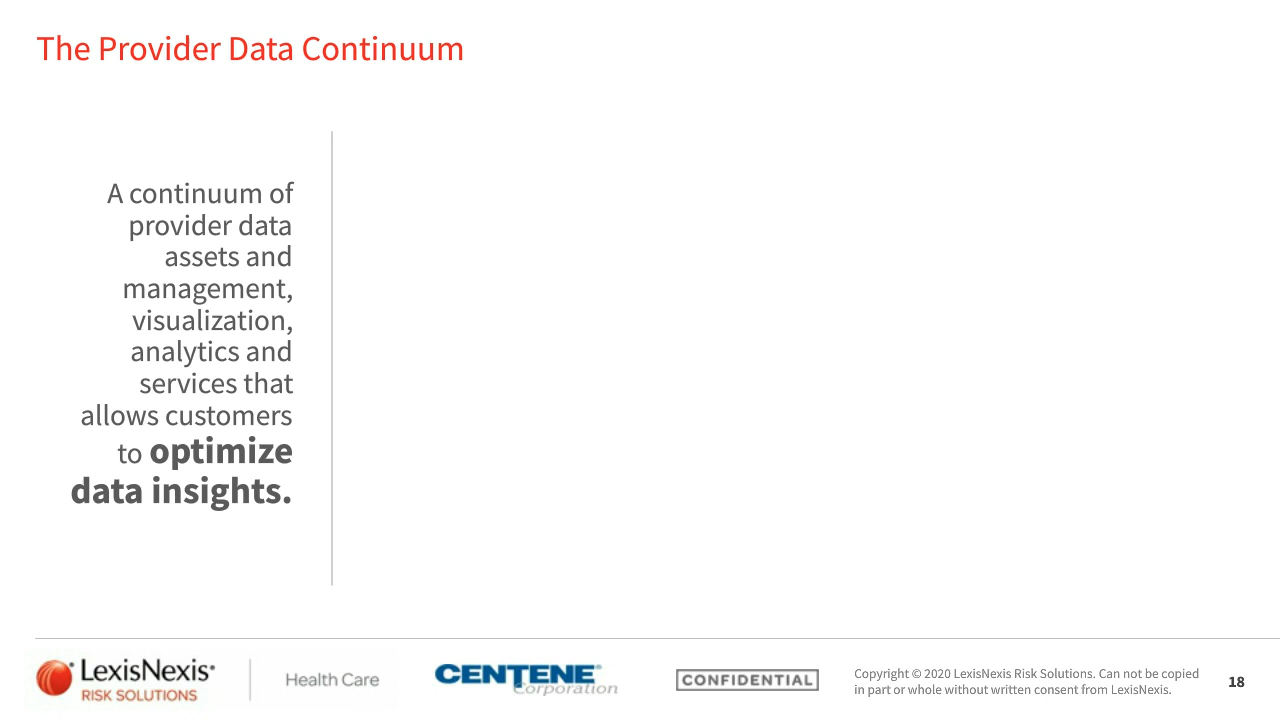 The Provider Data Continuum
A continuum of
provider data
assets and
management,
visualization,
analytics and
services that
allows customers
to optimize
data insights.
LexisNexis®
RISK SOLUTIONS
Health Care
CENTENE®
Corporation
CONFIDENTIAL
Copyright © 2020 LexisNexis Risk Solutions. Can not be copied
in part or whole without written consent from LexisNexis.
18